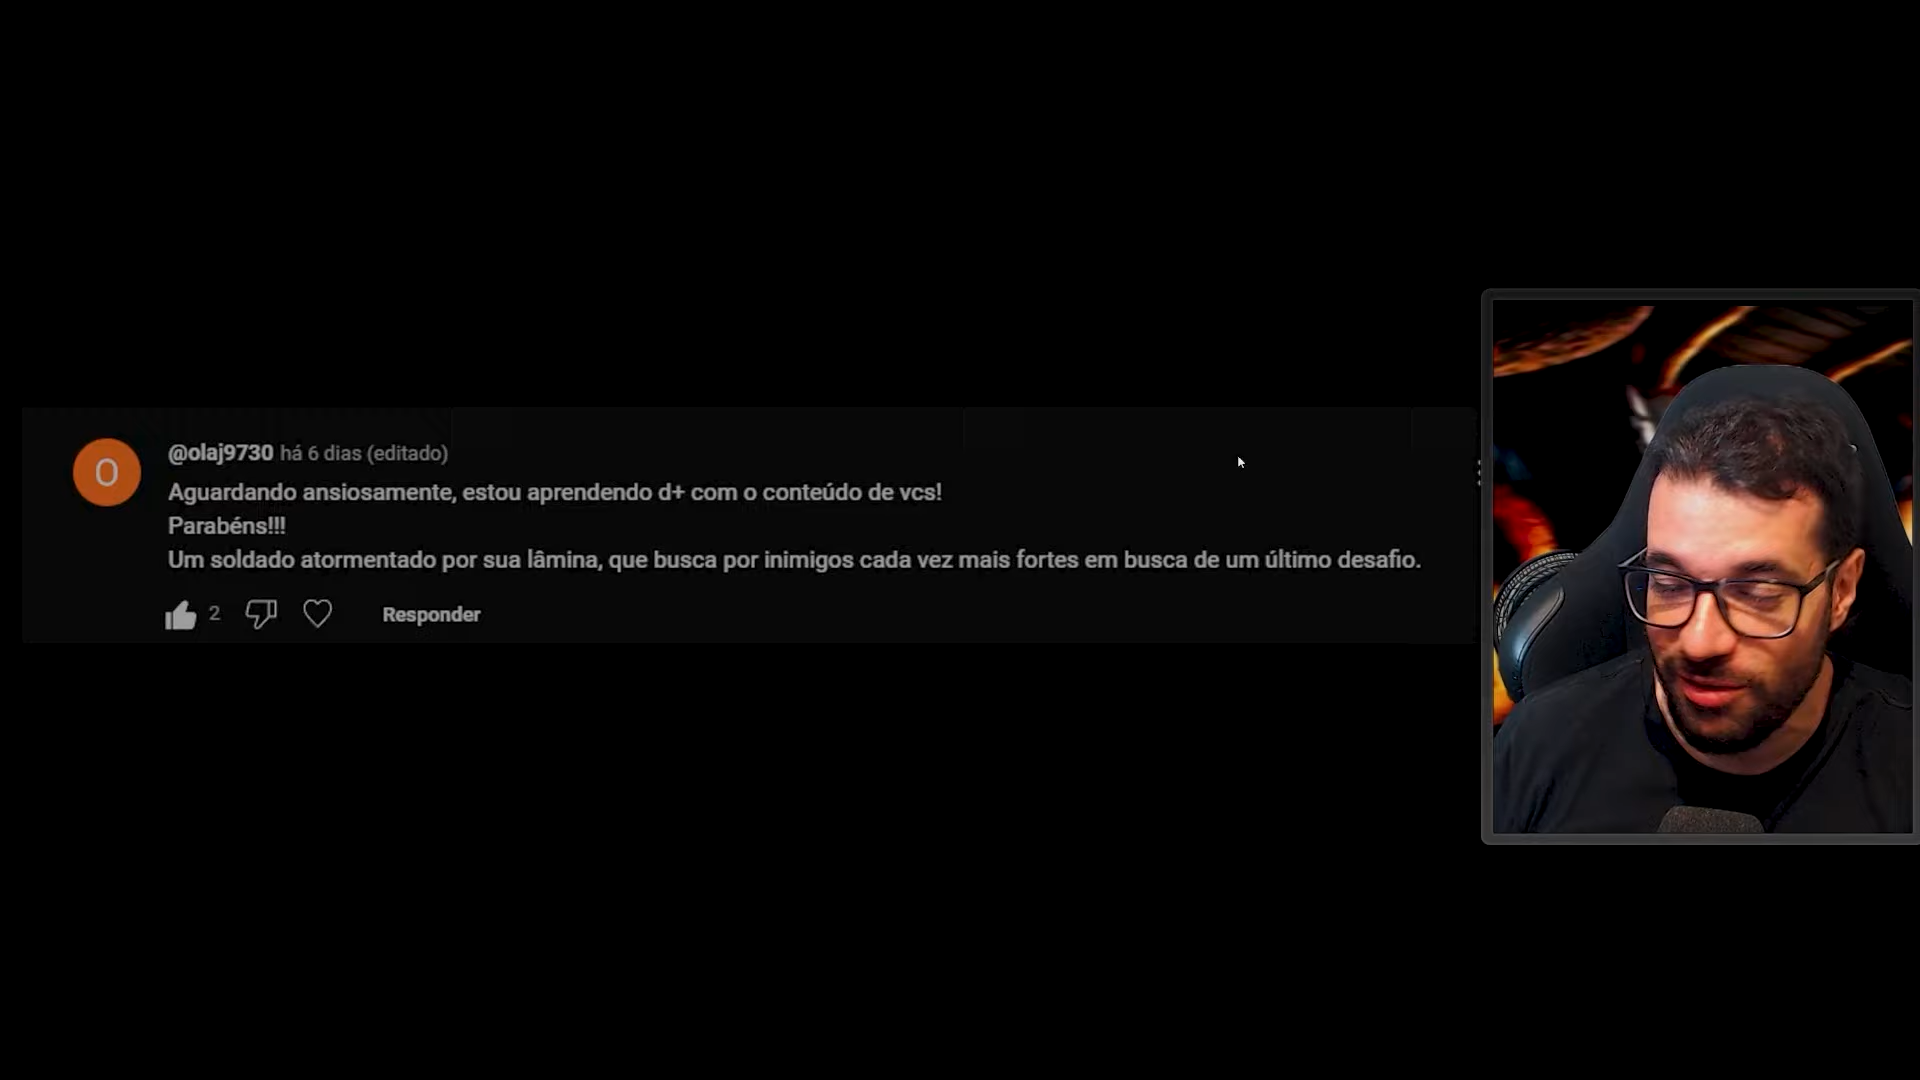 O
@olaj9730 há 6 dias (editado)
Aguardando ansiosamente, estou aprendendo d+ com o conteúdo de vcs!
Parabéns!!!
Um soldado atormentado por sua lâmina, que busca por inimigos cada vez mais fortes em busca de um último desafio.
2 Responder